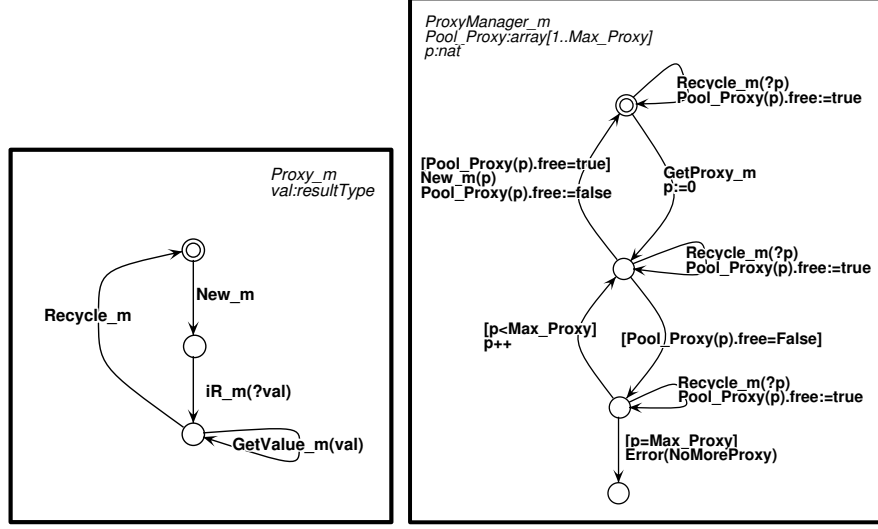 Proxy_m
val:resultType
New_m
Recycle_m
iR_m(?val)
GetValue_m(val)
ProxyManager_m
Pool_Proxy:array[1..Max_Proxy]
p:nat
Recycle_m(?p)
Pool_Proxy(p).free:=true
[Pool_Proxy(p).free=true]
New_m(p)
Pool_Proxy(p).free:=false
GetProxy_m
p:=0
Recycle_m(?p)
Pool_Proxy(p).free:=true
[p<Max_Proxy]
p++
[Pool_Proxy(p).free=False]
Recycle_m(?p)
Pool_Proxy(p).free:=true
[p=Max_Proxy]
Error(NoMoreProxy)